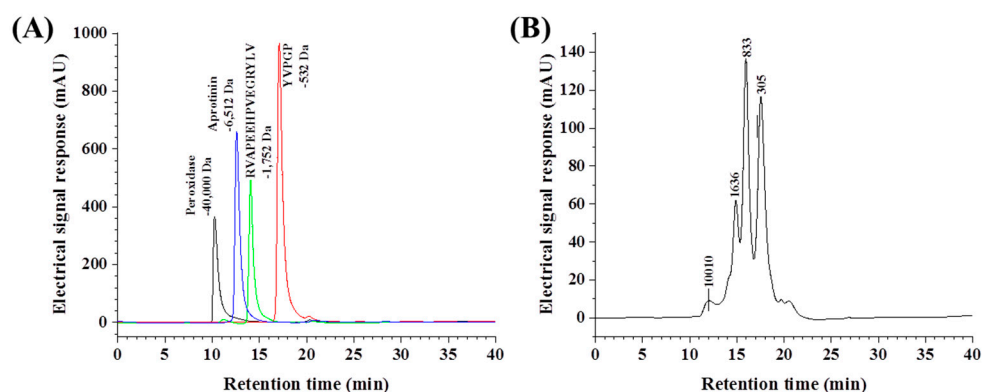 (A)
Electrical signal response (mAU)
1000
800
600
400
200
0
Peroxidase
-40,000 Da
Aprotinin
-6,512 Da
RVAPEEHPVEGRYLV
-1,752 Da
YVPGP
-532 Da
0 5 10 15 20 25 30 35 40
Retention time (min)
(B)
Electrical signal response (mAU)
140
120
100
80
60
40
20
0
10010
1636
833
305
0 5 10 15 20 25 30 35 40
Retention time (min)